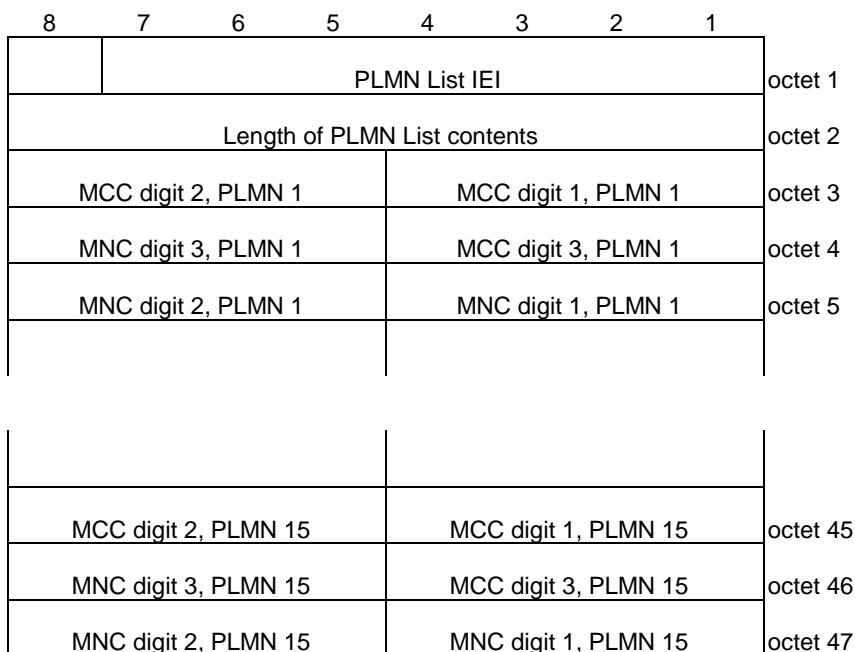 8 7 6 5 4 3 2 1
PLMN List IEI octet 1
Length of PLMN List contents octet 2
MCC digit 2, PLMN 1 MCC digit 1, PLMN 1 octet 3
MNC digit 3, PLMN 1 MCC digit 3, PLMN 1 octet 4
MNC digit 2, PLMN 1 MNC digit 1, PLMN 1 octet 5
MCC digit 2, PLMN 15 MCC digit 1, PLMN 15 octet 45
MNC digit 3, PLMN 15 MCC digit 3, PLMN 15 octet 46
MNC digit 2, PLMN 15 MNC digit 1, PLMN 15 octet 47